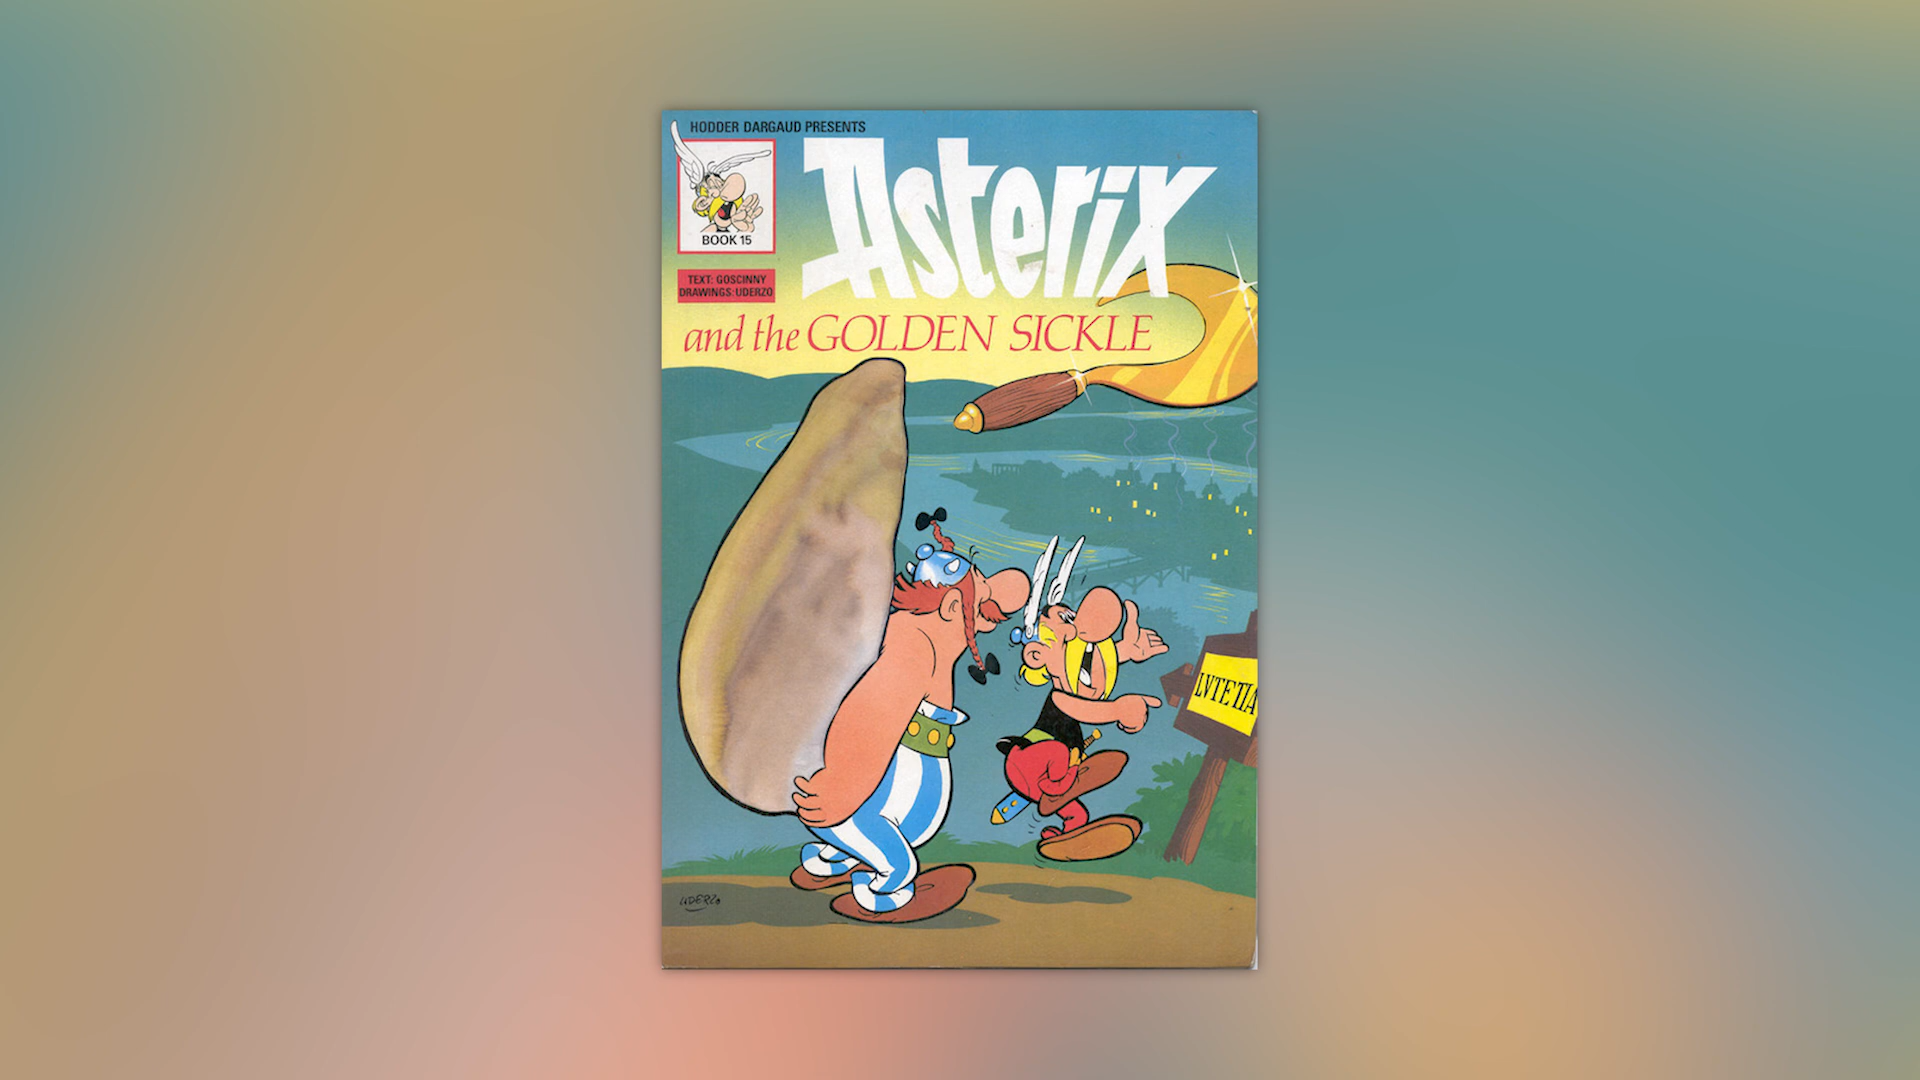 HODDER DARGAUD PRESENTS
Asterix
BOOK 15
TEXT: GOSCINNY
DRAWINGS: UDERZO
and the GOLDEN SICKLE
LVTETIA
UDERZO